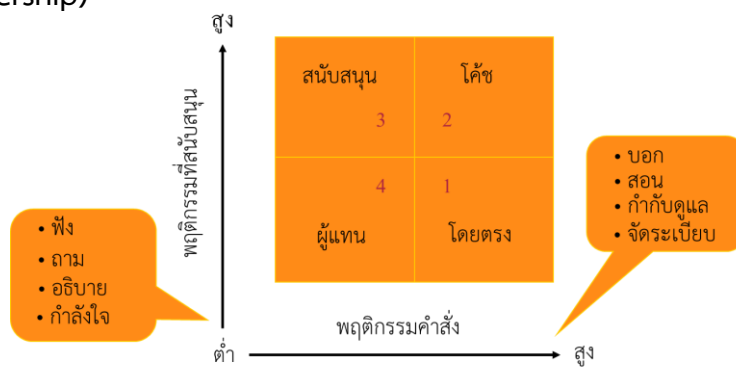 ership)
สูง
พฤติกรรมที่สนับสนุน
สนับสนุน
โค้ช
3
2
4
1
ผู้แทน
โดยตรง
• บอก
• สอน
• กำกับดูแล
• จัดระเบียบ
• ฟัง
• ถาม
• อธิบาย
• กำลังใจ
พฤติกรรมคำสั่ง
ต่ำ
สูง